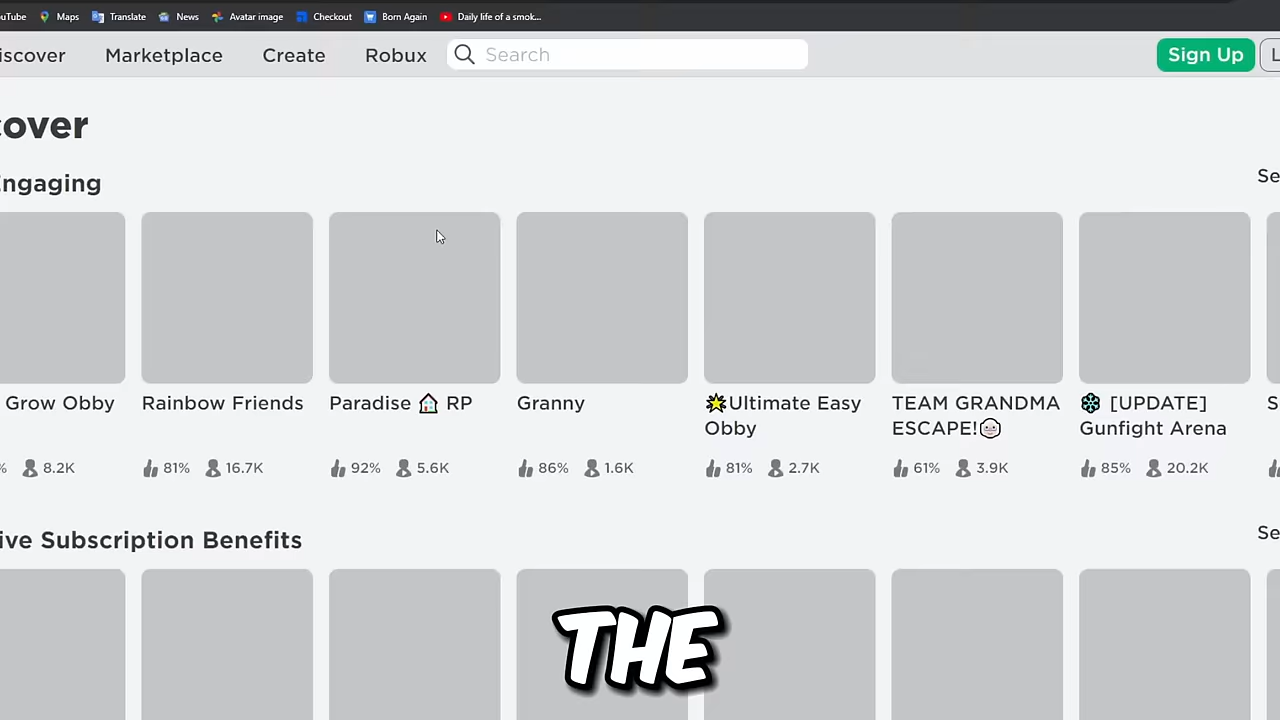 ouTube Maps Translate News Avatar image Checkout Born Again Daily life of a smok...
iscover Marketplace Create Robux Search Sign Up L
cover
Engaging
Se
Grow Obby Rainbow Friends Paradise 🏠 RP Granny 🌟Ultimate Easy TEAM GRANDMA ❄️ [UPDATE] S
Obby ESCAPE!👵 Gunfight Arena
% 8.2K 81% 16.7K 92% 5.6K 86% 1.6K 81% 2.7K 61% 3.9K 85% 20.2K
ive Subscription Benefits
Se
THE